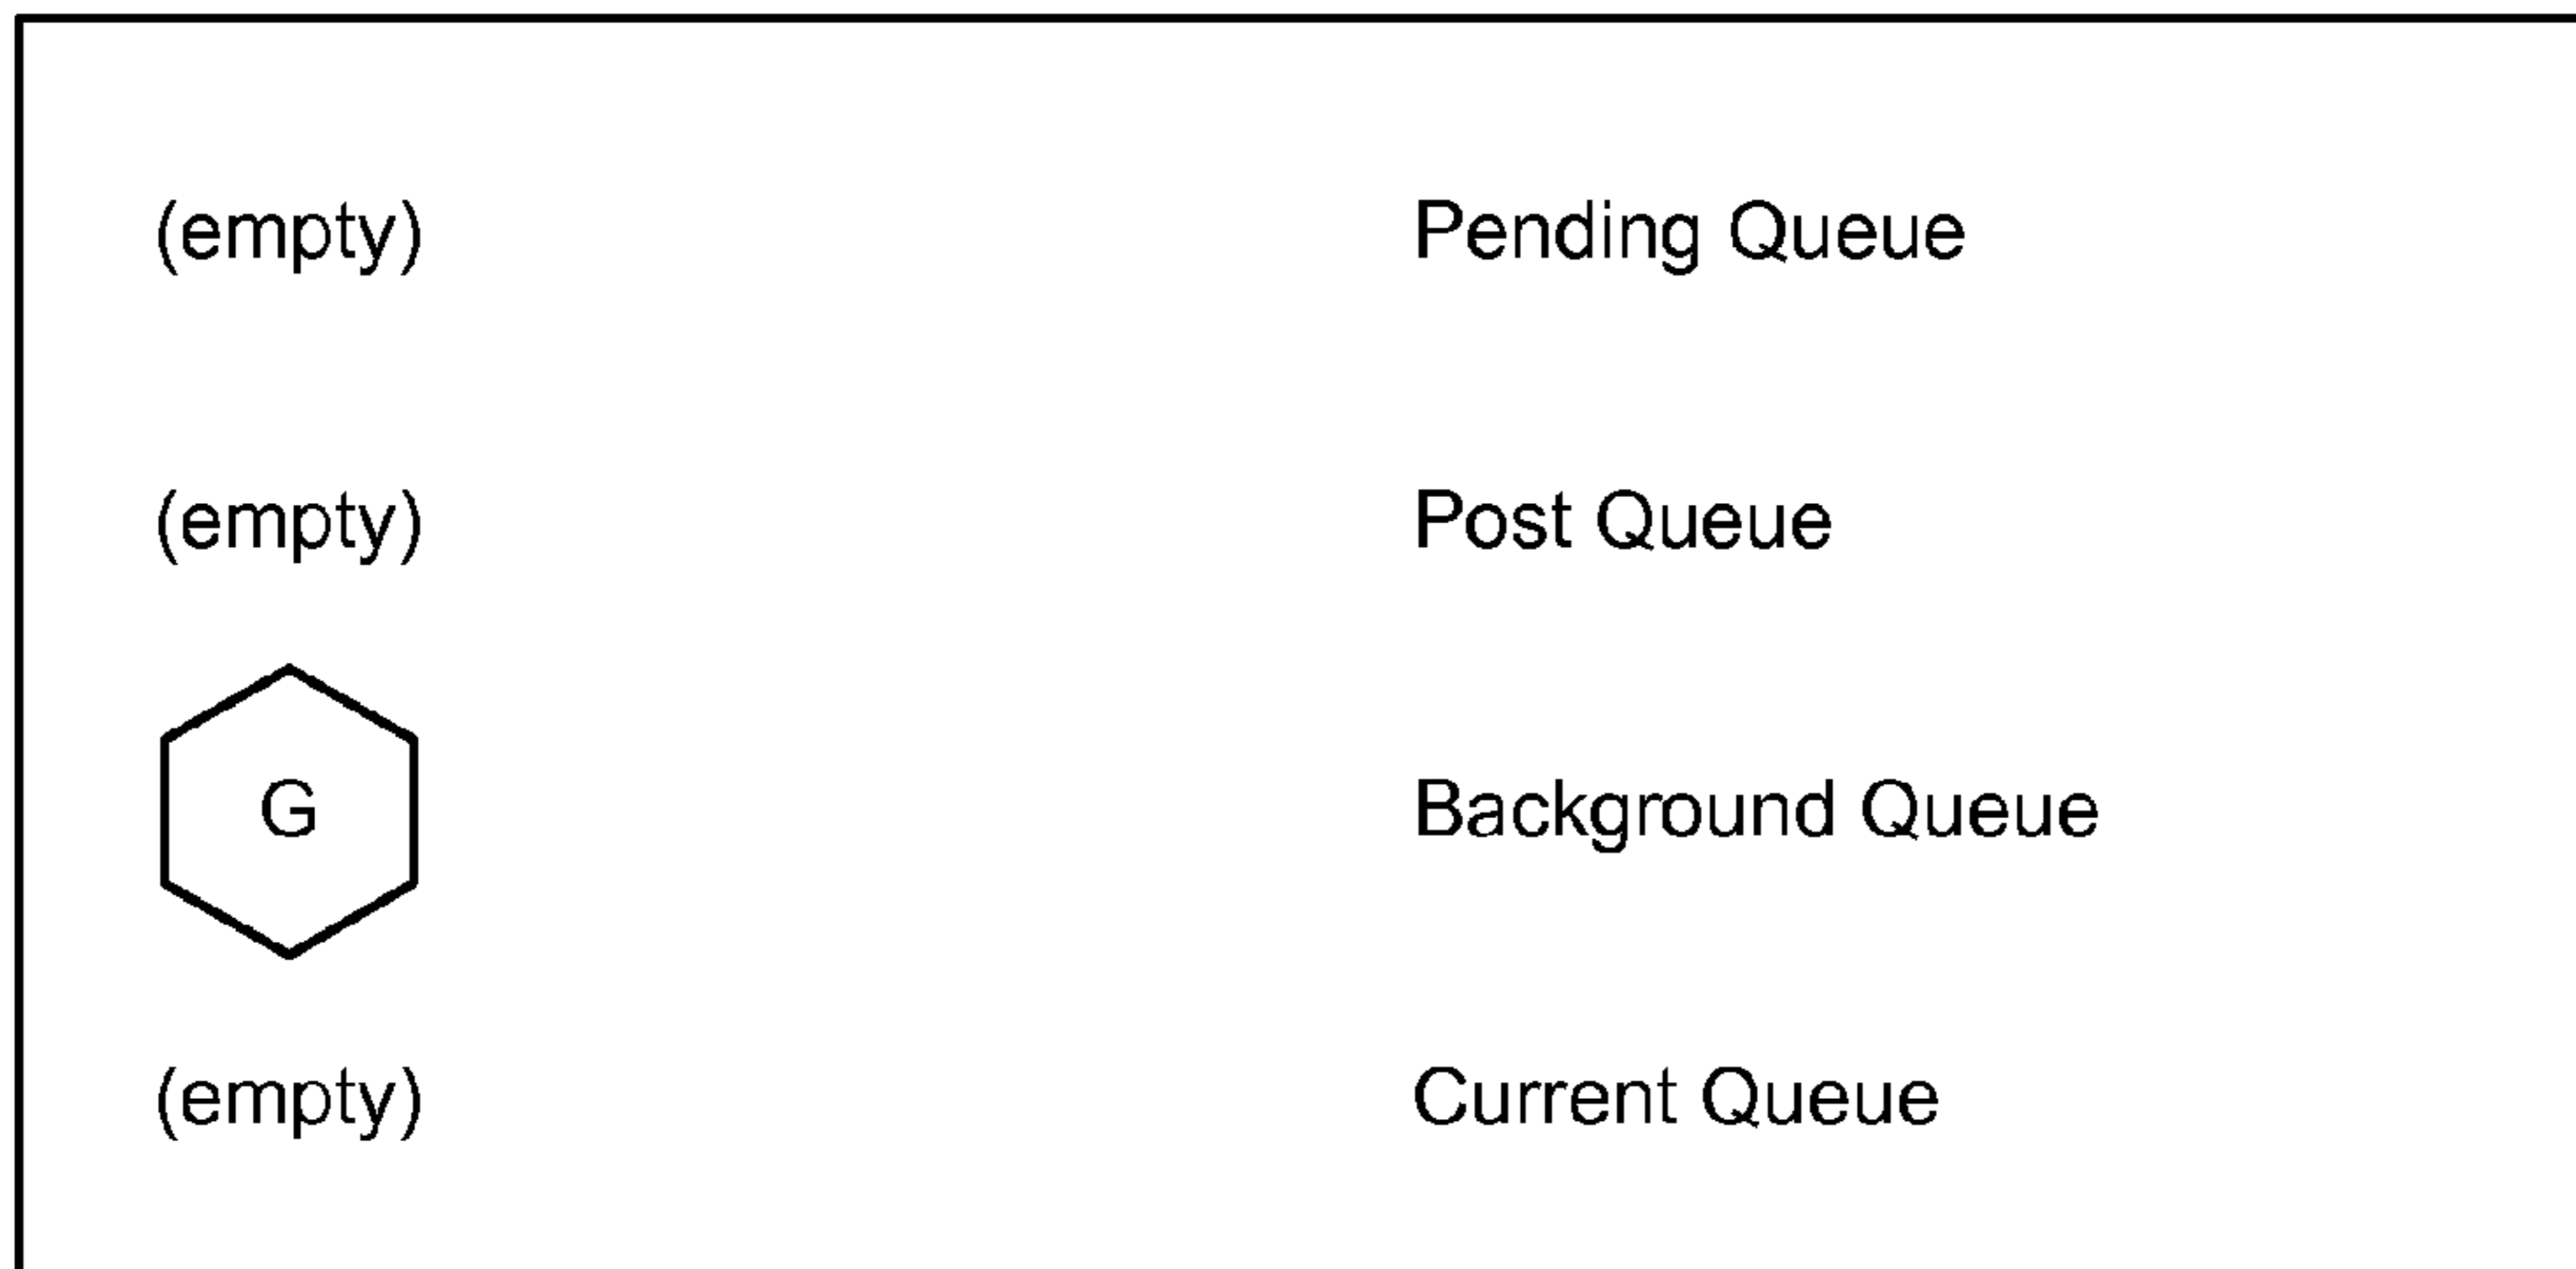 (empty) Pending Queue
(empty) Post Queue
G Background Queue
(empty) Current Queue